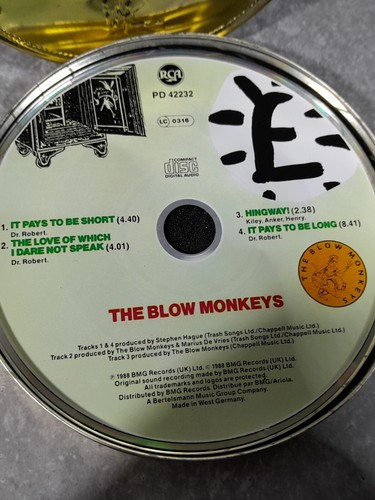 RCA
PD 42232
LC 0316
COMPACT
disc
DIGITAL AUDIO
1. IT PAYS TO BE SHORT (4.40)
Dr. Robert.
2. THE LOVE OF WHICH
I DARE NOT SPEAK (4.01)
Dr. Robert.
3. HINGWAY! (2.38)
Kiley, Anker, Henry.
4. IT PAYS TO BE LONG (8.41)
Dr. Robert.
THE BLOW MONKEYS
THE BLOW MONKEYS
Tracks 1 & 4 produced by Stephen Hague (Trash Songs Ltd./Chappell Music Ltd.)
Track 2 produced by The Blow Monkeys & Marius De Vries (Trash Songs Ltd./Chappell Music Ltd.)
Track 3 produced by The Blow Monkeys (Chappell Music Ltd.)
℗ 1988 BMG Records (UK) Ltd. © 1988 BMG Records (UK) Ltd.
Original sound recording made by BMG Records (UK) Ltd.
All trademarks and logos are protected.
Distributed by BMG Records. Distribue par BMG/Ariola.
A Bertelsmann Music Group Company.
Made in West Germany.